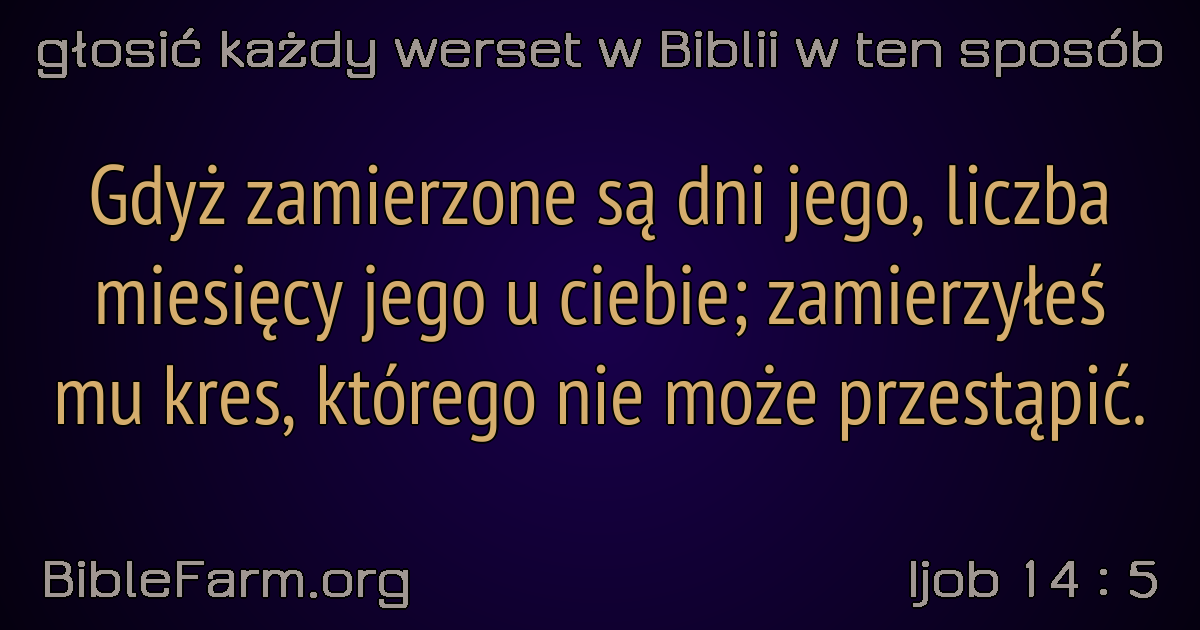 głosić każdy werset w Biblii w ten sposób
Gdyż zamierzone są dni jego, liczba
miesięcy jego u ciebie; zamierzyłeś
mu kres, którego nie może przestąpić.
BibleFarm.org
Ijob 14 : 5